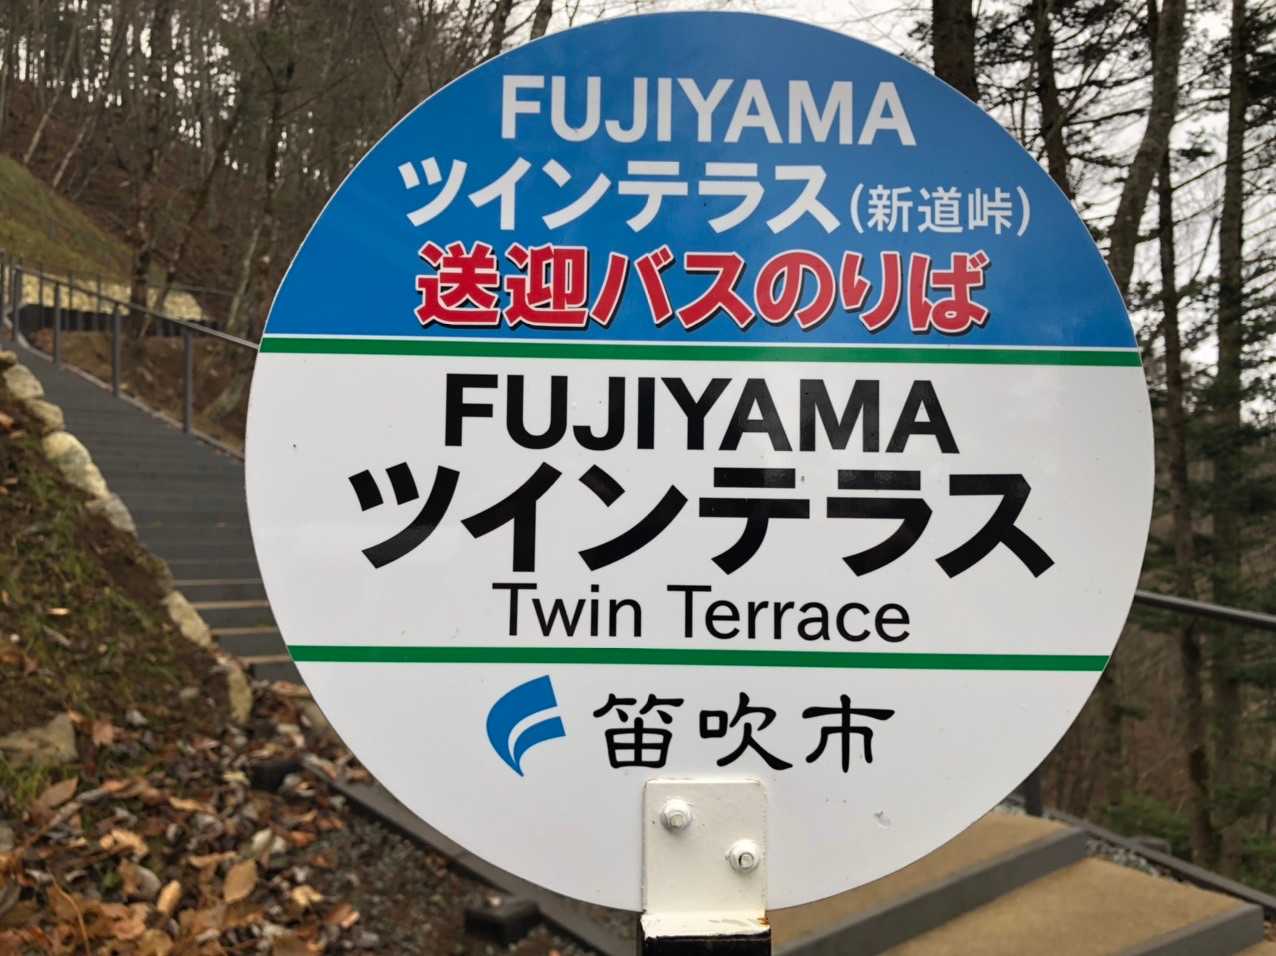 FUJIYAMA
ツインテラス(新道峠)
送迎バスのりば
FUJIYAMA
ツインテラス
Twin Terrace
笛吹市